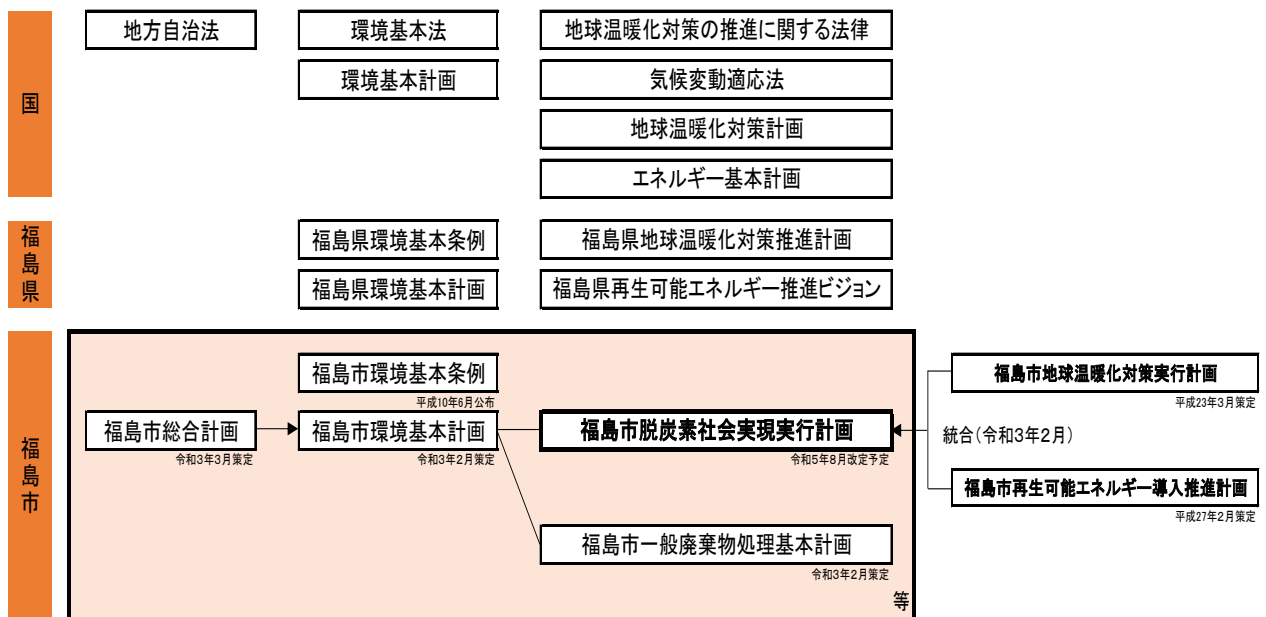 国
地方自治法
環境基本法
地球温暖化対策の推進に関する法律
環境基本計画
気候変動適応法
地球温暖化対策計画
エネルギー基本計画
福島県
福島県環境基本条例
福島県地球温暖化対策推進計画
福島県環境基本計画
福島県再生可能エネルギー推進ビジョン
福島市
福島市環境基本条例
平成10年6月公布
福島市総合計画
令和3年3月策定
福島市環境基本計画
令和3年2月策定
福島市脱炭素社会実現実行計画
令和5年8月改定予定
福島市一般廃棄物処理基本計画
令和3年2月策定
等
福島市地球温暖化対策実行計画
平成23年3月策定
統合(令和3年2月)
福島市再生可能エネルギー導入推進計画
平成27年2月策定